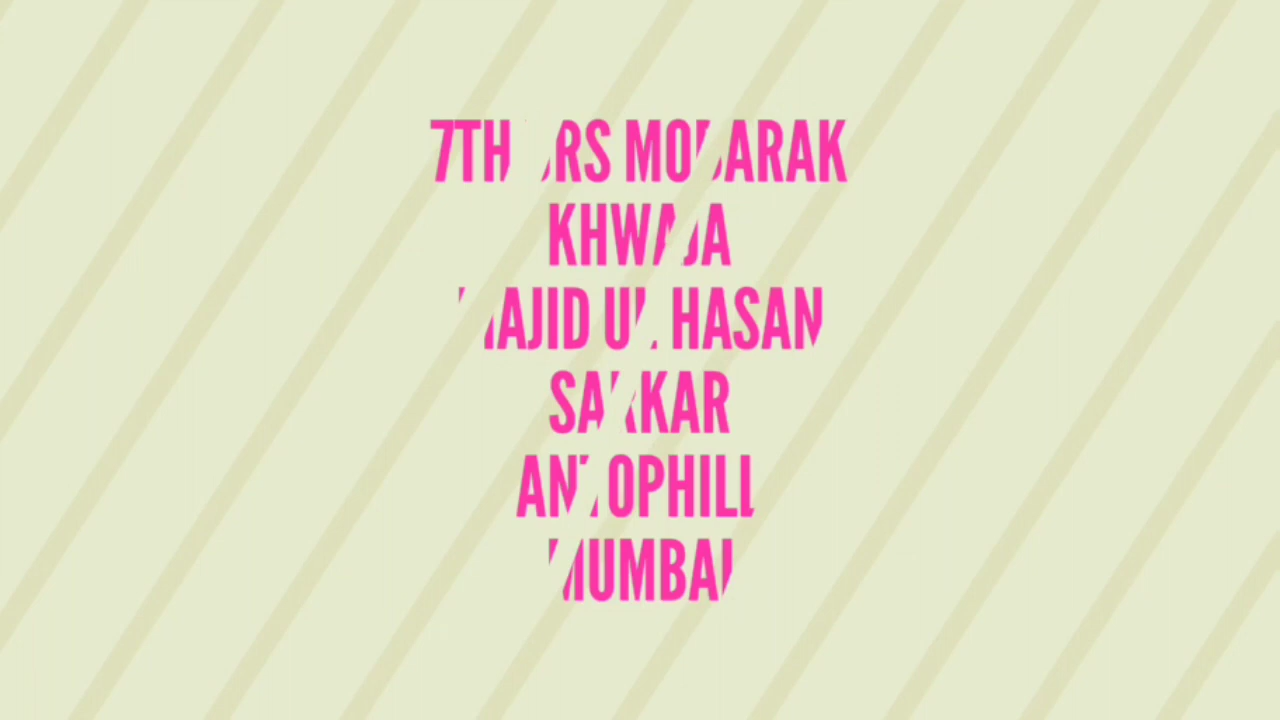 7TH URS MOBARAK
KHWAJA
MAJID UL HASAN
SARKAR
ANTOPHILL
MUMBAI